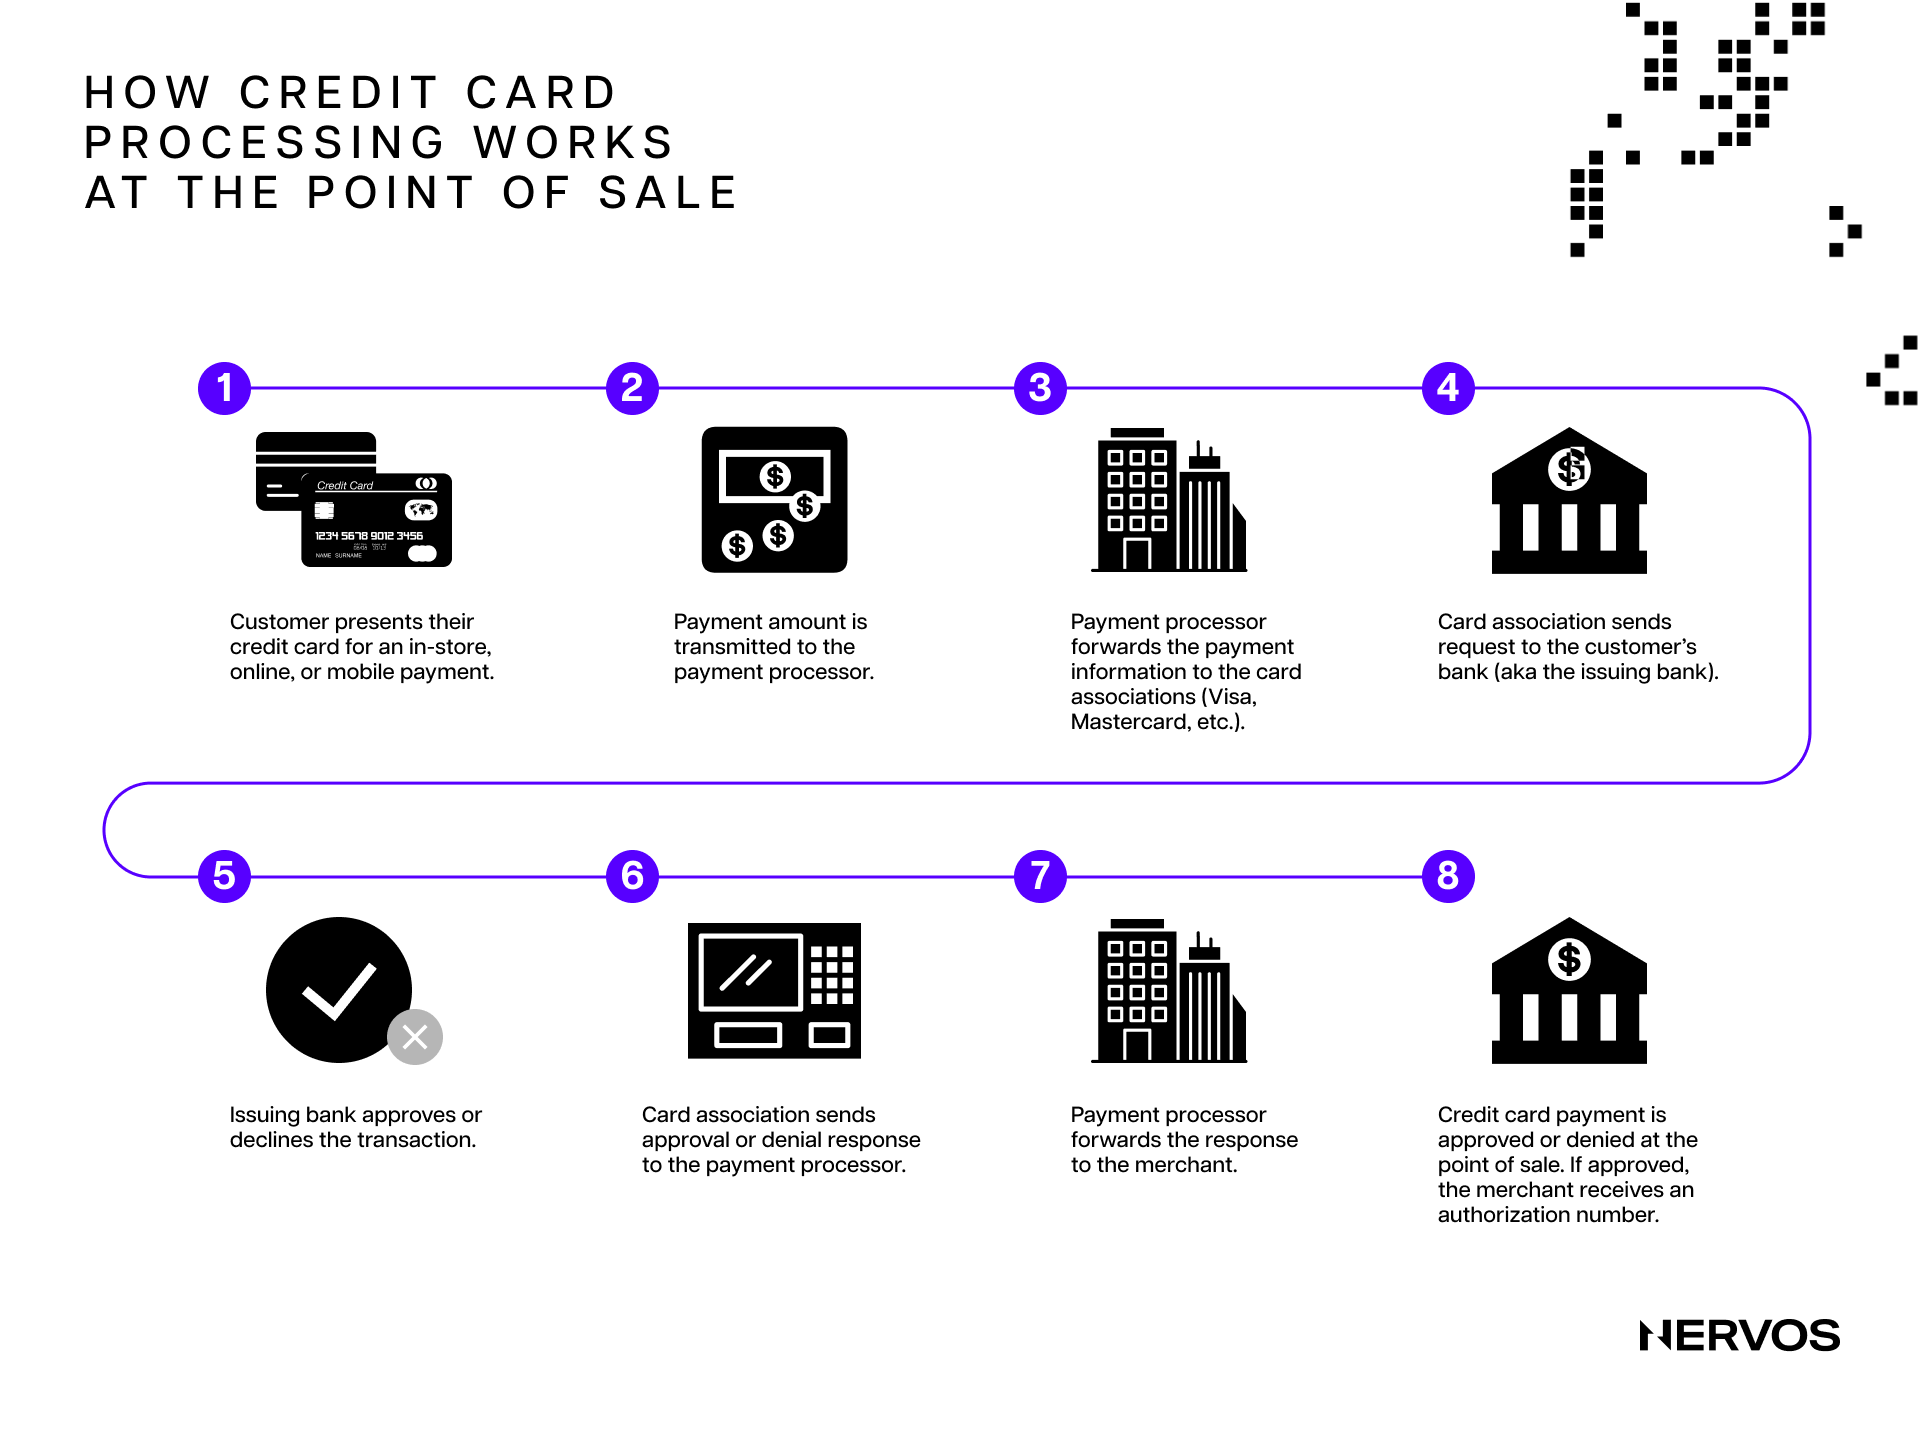 HOW CREDIT CARD
PROCESSING WORKS
AT THE POINT OF SALE
1
2
3
4
Credit Card
1234 5678 9012 3456
NAME SURNAME
$
$
$
$
$
Customer presents their
credit card for an in-store,
online, or mobile payment.
Payment amount is
transmitted to the
payment processor.
Payment processor
forwards the payment
information to the card
associations (Visa,
Mastercard, etc.).
Card association sends
request to the customer’s
bank (aka the issuing bank).
5
6
7
8
$
Issuing bank approves or
declines the transaction.
Card association sends
approval or denial response
to the payment processor.
Payment processor
forwards the response
to the merchant.
Credit card payment is
approved or denied at the
point of sale. If approved,
the merchant receives an
authorization number.
NERVOS